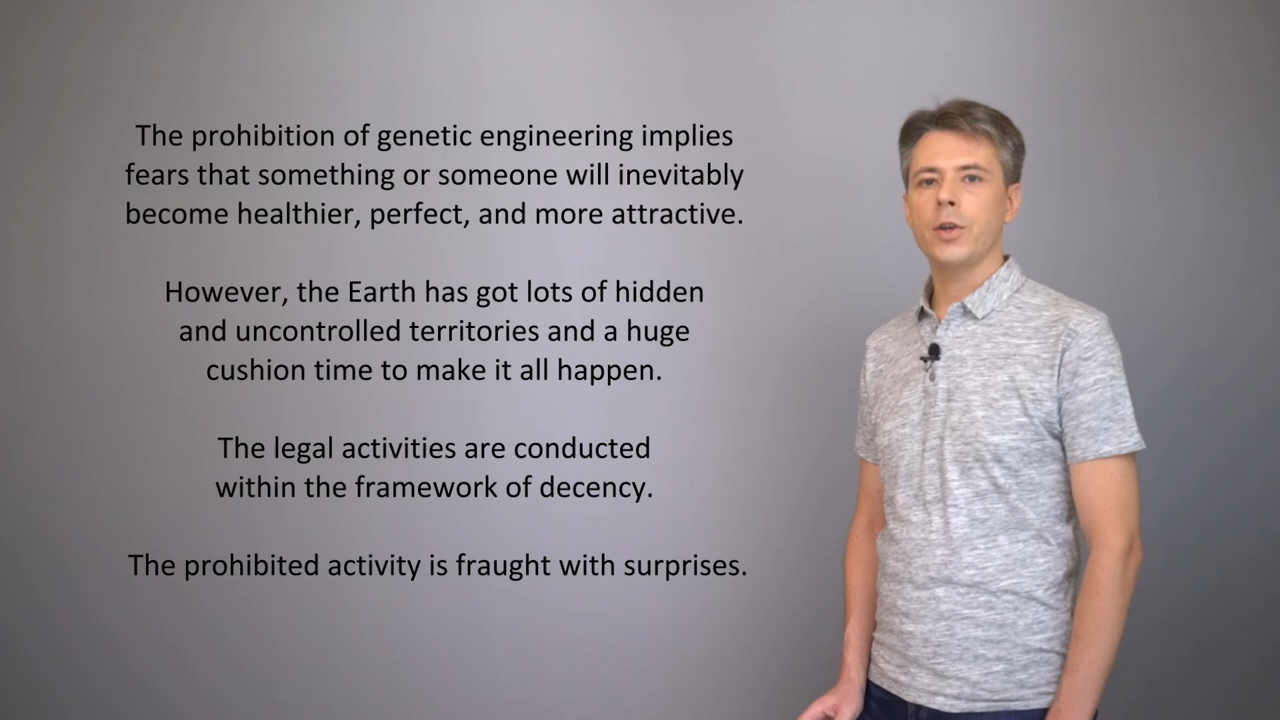 The prohibition of genetic engineering implies
fears that something or someone will inevitably
become healthier, perfect, and more attractive.
However, the Earth has got lots of hidden
and uncontrolled territories and a huge
cushion time to make it all happen.
The legal activities are conducted
within the framework of decency.
The prohibited activity is fraught with surprises.